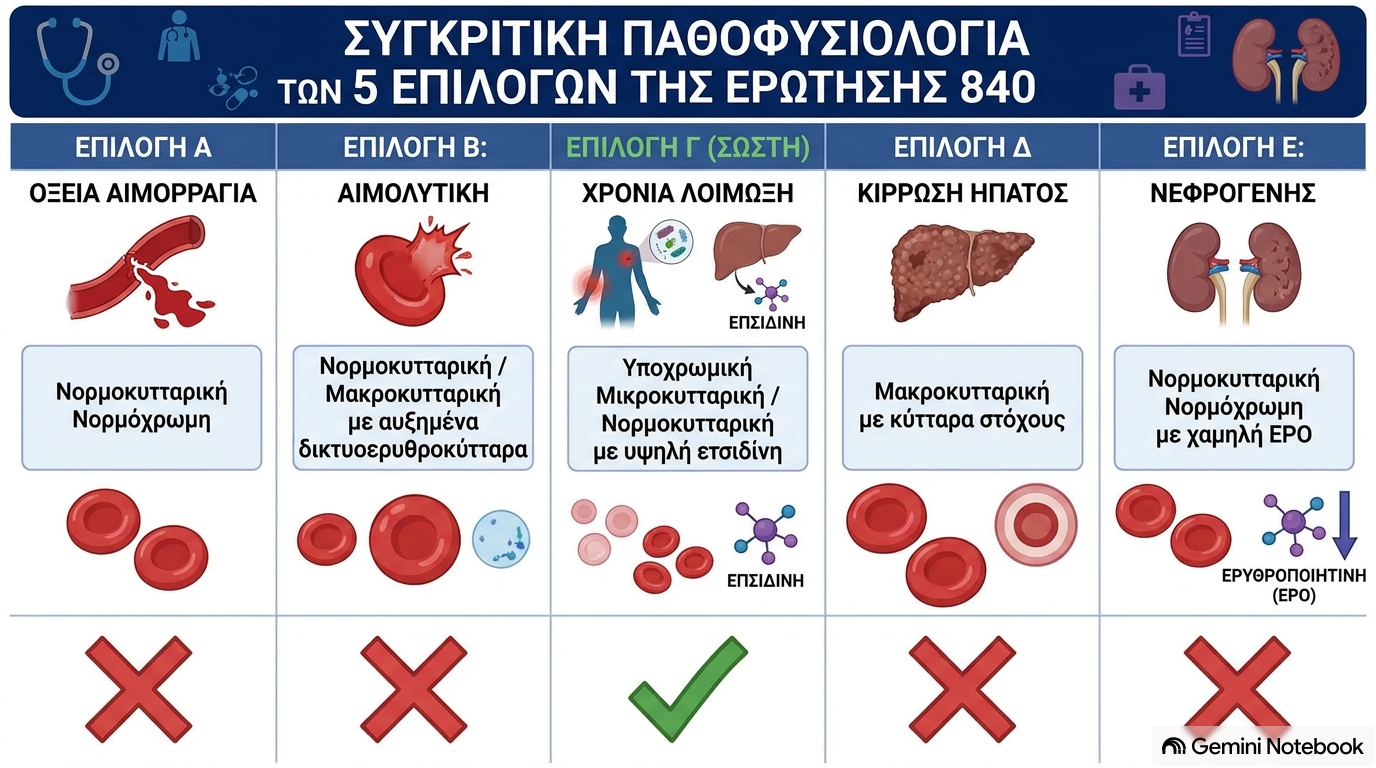 ΣΥΓΚΡΙΤΙΚΗ ΠΑΘΟΦΥΣΙΟΛΟΓΙΑ
ΤΩΝ 5 ΕΠΙΛΟΓΩΝ ΤΗΣ ΕΡΩΤΗΣΗΣ 840
ΕΠΙΛΟΓΗ Α
ΕΠΙΛΟΓΗ Β:
ΕΠΙΛΟΓΗ Γ (ΣΩΣΤΗ)
ΕΠΙΛΟΓΗ Δ
ΕΠΙΛΟΓΗ Ε:
ΟΞΕΙΑ ΑΙΜΟΡΡΑΓΙΑ
ΑΙΜΟΛΥΤΙΚΗ
ΧΡΟΝΙΑ ΛΟΙΜΩΞΗ
ΚΙΡΡΩΣΗ ΗΠΑΤΟΣ
ΝΕΦΡΟΓΕΝΗΣ
ΕΠΣΙΔΙΝΗ
Νορμοκυτταρική
Νορμόχρωμη
Νορμοκυτταρική /
Μακροκυτταρική
με αυξημένα
δικτυοερυθροκύτταρα
Υποχρωμική
Μικροκυτταρική /
Νορμοκυτταρική
με υψηλή ετσιδίνη
Μακροκυτταρική
με κύτταρα στόχους
Νορμοκυτταρική
Νορμόχρωμη
με χαμηλή EPO
ΕΠΣΙΔΙΝΗ
ΕΡΥΘΡΟΠΟΙΗΤΙΝΗ
(EPO)
Gemini Notebook